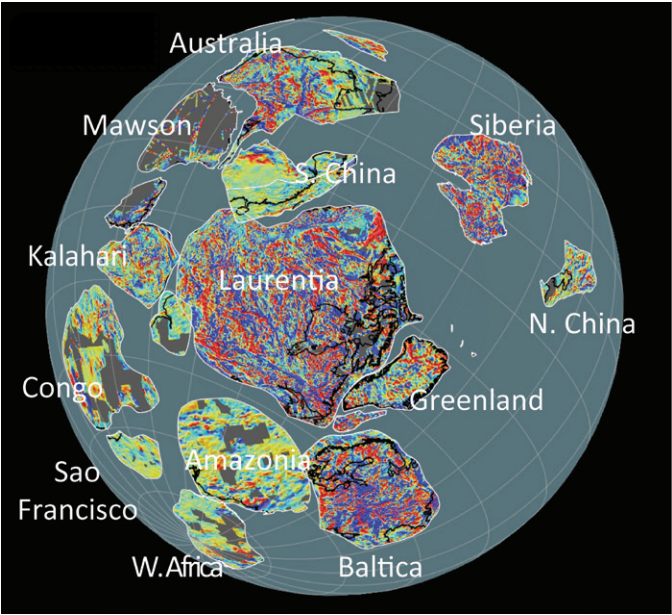 Australia
Mawson
Siberia
S. China
Kalahari
Laurentia
N. China
Congo
Greenland
Amazonia
Sao
Francisco
W.Africa
Baltica